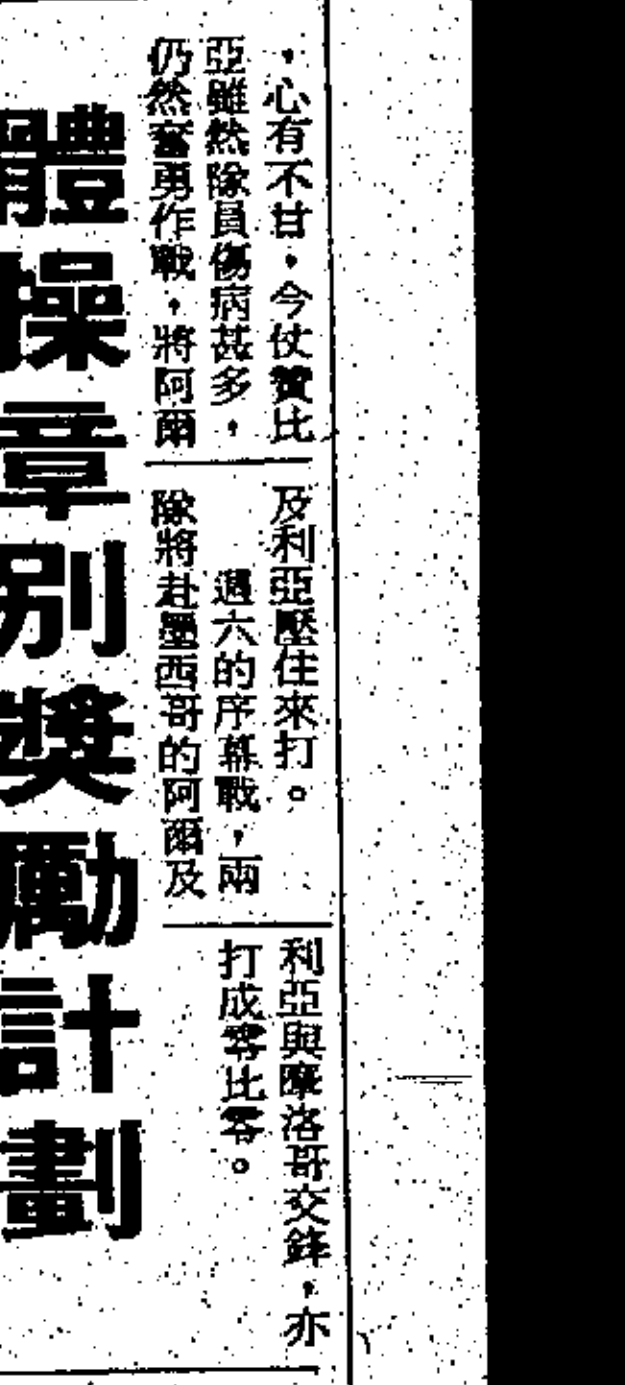 ，心有不甘，今仗贊比
亞雖然隊員傷病甚多，
仍然奮勇作戰，將阿爾
及利亞壓住來打。
週六的序幕戰，兩
隊將赴墨西哥的阿爾及
利亞與摩洛哥交鋒，亦
打成零比零。
體操章別獎勵計劃